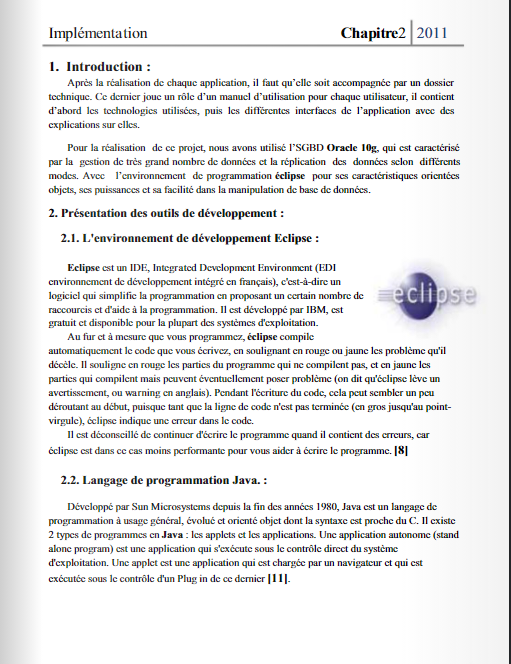 Implémentation Chapitre2 2011
1. Introduction :
Après la réalisation de chaque application, il faut qu'elle soit accompagnée par un dossier
technique. Ce dernier joue un rôle d'un manuel d'utilisation pour chaque utilisateur, il contient
d'abord les technologies utilisées, puis les différentes interfaces de l'application avec des
explications sur elles.
Pour la réalisation de ce projet, nous avons utilisé l'SGBD Oracle 10g, qui est caractérisé
par la gestion de très grand nombre de données et la réplication des données selon différents
modes. Avec l'environnement de programmation éclipse pour ses caractéristiques orientées
objets, ses puissances et sa facilité dans la manipulation de base de données.
2. Présentation des outils de développement :
2.1. L'environnement de développement Eclipse :
Eclipse est un IDE, Integrated Development Environment (EDI
environnement de développement intégré en français), c'est-à-dire un
logiciel qui simplifie la programmation en proposant un certain nombre de
raccourcis et d'aide à la programmation. Il est développé par IBM, est
gratuit et disponible pour la plupart des systèmes d'exploitation.
eclipse
Au fur et à mesure que vous programmez, éclipse compile
automatiquement le code que vous écrivez, en soulignant en rouge ou jaune les problème qu'il
décèle. Il souligne en rouge les parties du programme qui ne compilent pas, et en jaune les
parties qui compilent mais peuvent éventuellement poser problème (on dit qu'éclipse lève un
avertissement, ou warning en anglais). Pendant l'écriture du code, cela peut sembler un peu
déroutant au début, puisque tant que la ligne de code n'est pas terminée (en gros jusqu'au point-
virgule), éclipse indique une erreur dans le code.
Il est déconseillé de continuer d'écrire le programme quand il contient des erreurs, car
éclipse est dans ce cas moins performante pour vous aider à écrire le programme. [8]
2.2. Langage de programmation Java. :
Développé par Sun Microsystems depuis la fin des années 1980, Java est un langage de
programmation à usage général, évolué et orienté objet dont la syntaxe est proche du C. Il existe
2 types de programmes en Java : les applets et les applications. Une application autonome (stand
alone program) est une application qui s'exécute sous le contrôle direct du système
d'exploitation. Une applet est une application qui est chargée par un navigateur et qui est
exécutée sous le contrôle d'un Plug in de ce dernier [11].